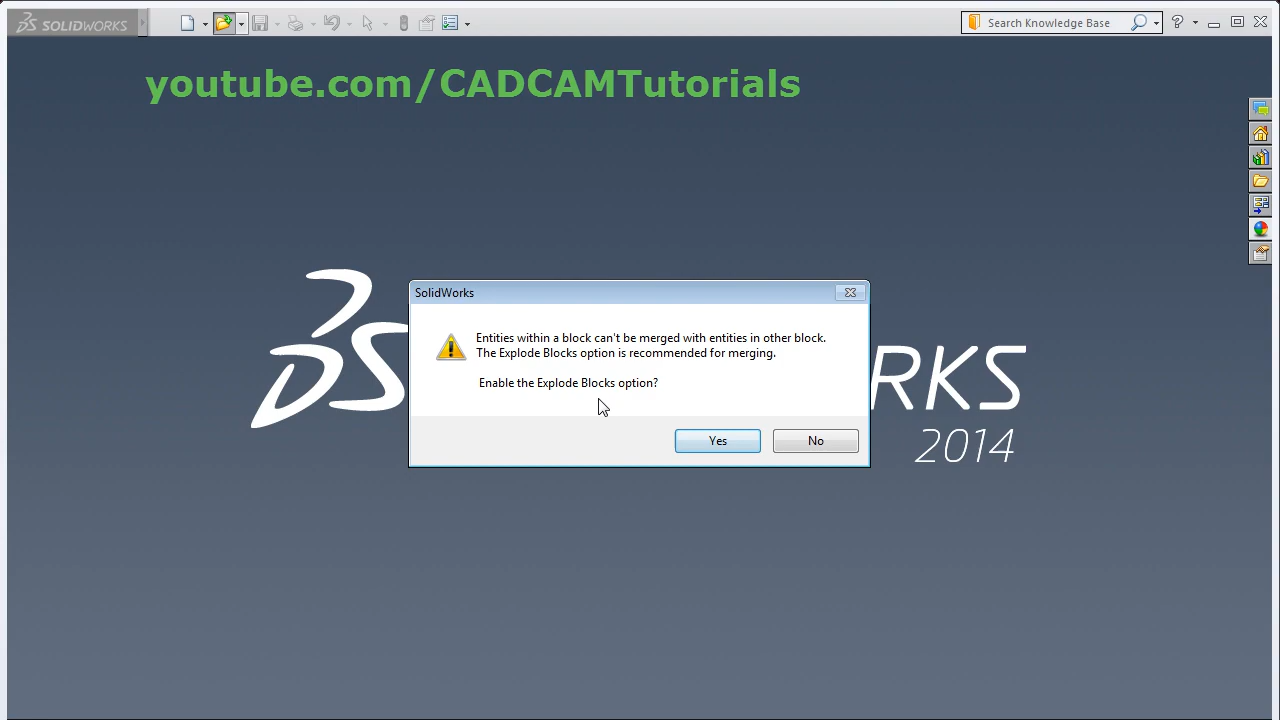 SOLIDWORKS
Search Knowledge Base
youtube.com/CADCAMTutorials
SolidWorks
Entities within a block can't be merged with entities in other block.
The Explode Blocks option is recommended for merging.
Enable the Explode Blocks option?
Yes
No
RKS
2014